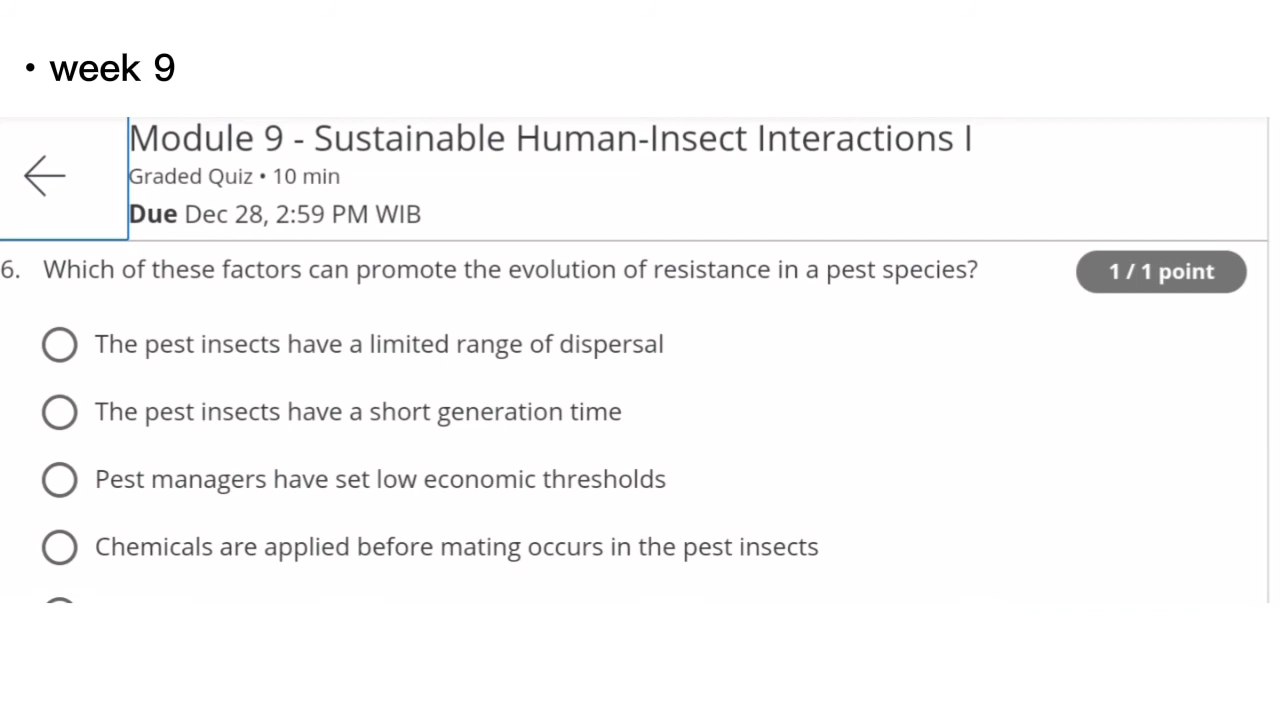 • week 9
Module 9 - Sustainable Human-Insect Interactions I
Graded Quiz • 10 min
Due Dec 28, 2:59 PM WIB
6. Which of these factors can promote the evolution of resistance in a pest species?
1 / 1 point
The pest insects have a limited range of dispersal
The pest insects have a short generation time
Pest managers have set low economic thresholds
Chemicals are applied before mating occurs in the pest insects